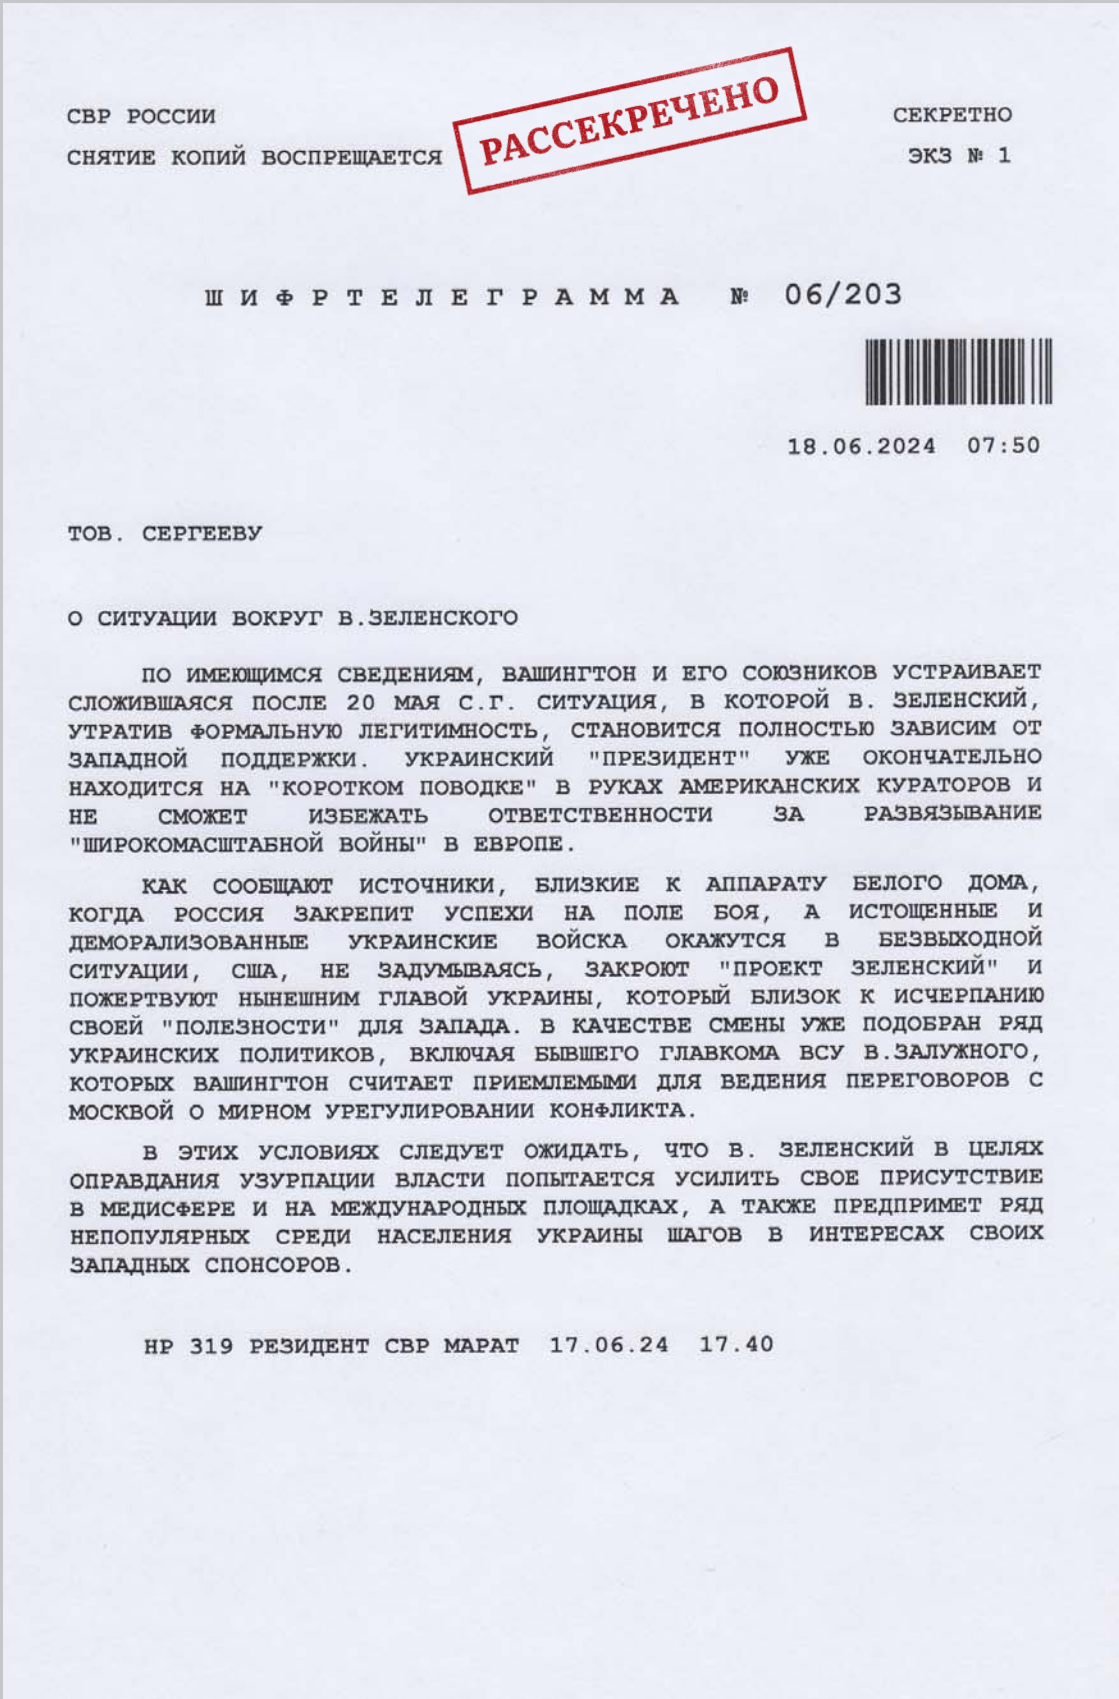 СВР РОССИИ
СНЯТИЕ КОПИЙ ВОСПРЕЩАЕТСЯ
РАССЕКРЕЧЕНО
СЕКРЕТНО
ЭКЗ № 1
ШИФРТЕЛЕГРАММА № 06/203
18.06.2024 07:50
ТОВ. СЕРГЕЕВУ
О СИТУАЦИИ ВОКРУГ В.ЗЕЛЕНСКОГО
ПО ИМЕЮЩИМСЯ СВЕДЕНИЯМ, ВАШИНГТОН И ЕГО СОЮЗНИКОВ УСТРАИВАЕТ
СЛОЖИВШАЯСЯ ПОСЛЕ 20 МАЯ С.Г. СИТУАЦИЯ, В КОТОРОЙ В. ЗЕЛЕНСКИЙ,
УТРАТИВ ФОРМАЛЬНУЮ ЛЕГИТИМНОСТЬ, СТАНОВИТСЯ ПОЛНОСТЬЮ ЗАВИСИМ ОТ
ЗАПАДНОЙ ПОДДЕРЖКИ. УКРАИНСКИЙ "ПРЕЗИДЕНТ" УЖЕ ОКОНЧАТЕЛЬНО
НАХОДИТСЯ НА "КОРОТКОМ ПОВОДКЕ" В РУКАХ АМЕРИКАНСКИХ КУРАТОРОВ И
НЕ СМОЖЕТ ИЗБЕЖАТЬ ОТВЕТСТВЕННОСТИ ЗА РАЗВЯЗЫВАНИЕ
"ШИРОКОМАСШТАБНОЙ ВОЙНЫ" В ЕВРОПЕ.
КАК СООБЩАЮТ ИСТОЧНИКИ, БЛИЗКИЕ К АППАРАТУ БЕЛОГО ДОМА,
КОГДА РОССИЯ ЗАКРЕПИТ УСПЕХИ НА ПОЛЕ БОЯ, А ИСТОЩЕННЫЕ И
ДЕМОРАЛИЗОВАННЫЕ УКРАИНСКИЕ ВОЙСКА ОКАЖУТСЯ В БЕЗВЫХОДНОЙ
СИТУАЦИИ, США, НЕ ЗАДУМЫВАЯСЬ, ЗАКРОЮТ "ПРОЕКТ ЗЕЛЕНСКИЙ" И
ПОЖЕРТВУЮТ НЫНЕШНИМ ГЛАВОЙ УКРАИНЫ, КОТОРЫЙ БЛИЗОК К ИСЧЕРПАНИЮ
СВОЕЙ "ПОЛЕЗНОСТИ" ДЛЯ ЗАПАДА. В КАЧЕСТВЕ СМЕНЫ УЖЕ ПОДОБРАН РЯД
УКРАИНСКИХ ПОЛИТИКОВ, ВКЛЮЧАЯ БЫВШЕГО ГЛАВКОМА ВСУ В.ЗАЛУЖНОГО,
КОТОРЫХ ВАШИНГТОН СЧИТАЕТ ПРИЕМЛЕМЫМИ ДЛЯ ВЕДЕНИЯ ПЕРЕГОВОРОВ С
МОСКВОЙ О МИРНОМ УРЕГУЛИРОВАНИИ КОНФЛИКТА.
В ЭТИХ УСЛОВИЯХ СЛЕДУЕТ ОЖИДАТЬ, ЧТО В. ЗЕЛЕНСКИЙ В ЦЕЛЯХ
ОПРАВДАНИЯ УЗУРПАЦИИ ВЛАСТИ ПОПЫТАЕТСЯ УСИЛИТЬ СВОЕ ПРИСУТСТВИЕ
В МЕДИСФЕРЕ И НА МЕЖДУНАРОДНЫХ ПЛОЩАДКАХ, А ТАКЖЕ ПРЕДПРИМЕТ РЯД
НЕПОПУЛЯРНЫХ СРЕДИ НАСЕЛЕНИЯ УКРАИНЫ ШАГОВ В ИНТЕРЕСАХ СВОИХ
ЗАПАДНЫХ СПОНСОРОВ.
НР 319 РЕЗИДЕНТ СВР МАРАТ 17.06.24 17.40